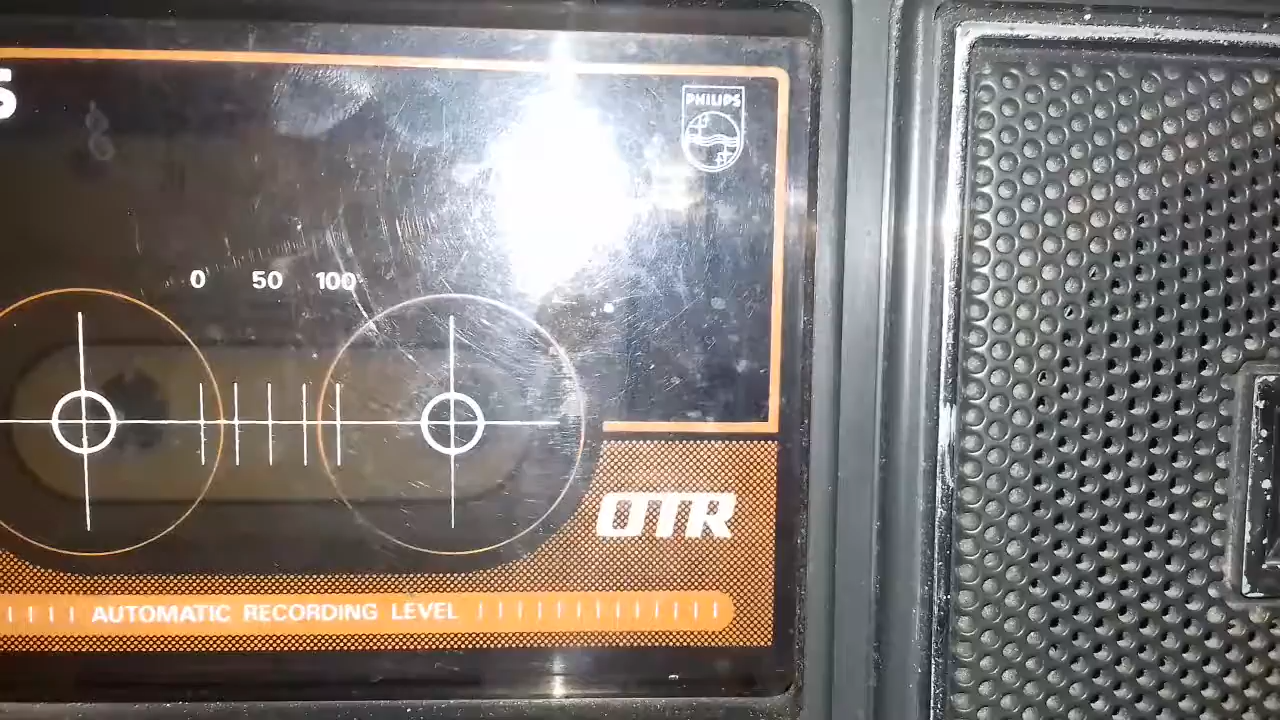 S
PHILIPS
0 50 100
OTR
AUTOMATIC RECORDING LEVEL